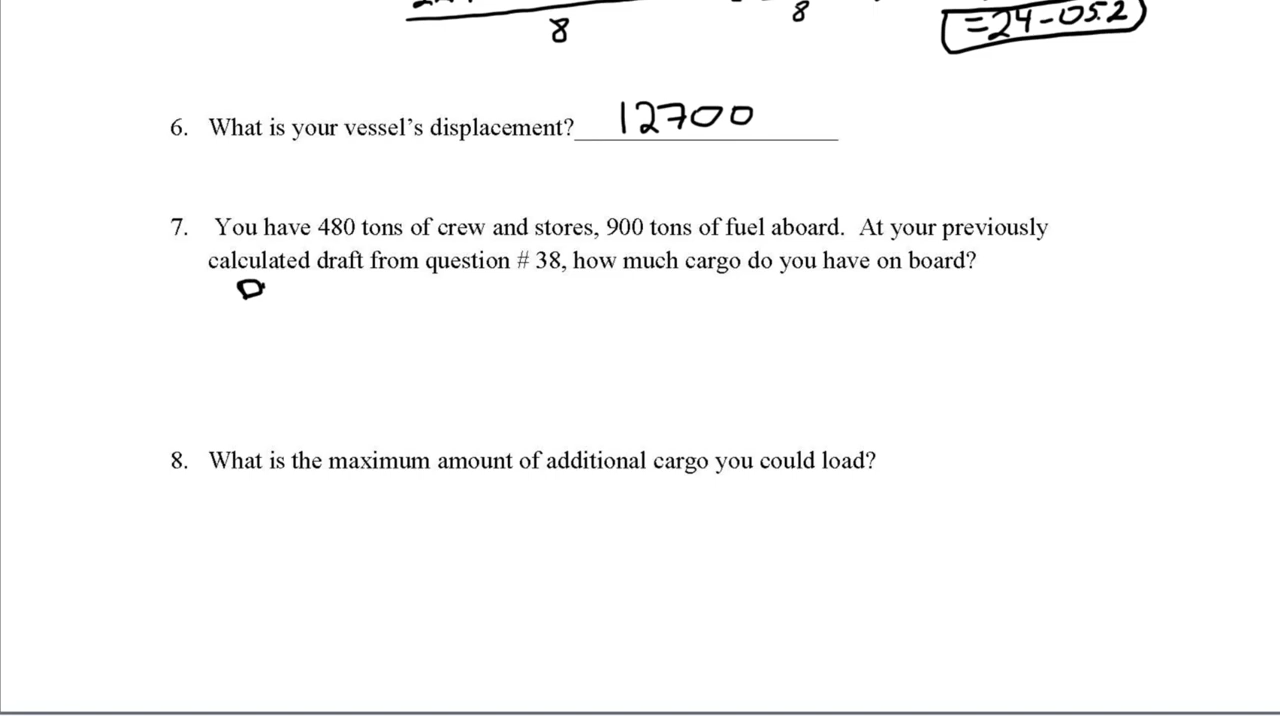 8
8
=24-05.2
6. What is your vessel's displacement? 12700
7. You have 480 tons of crew and stores, 900 tons of fuel aboard. At your previously
calculated draft from question # 38, how much cargo do you have on board?
D
8. What is the maximum amount of additional cargo you could load?